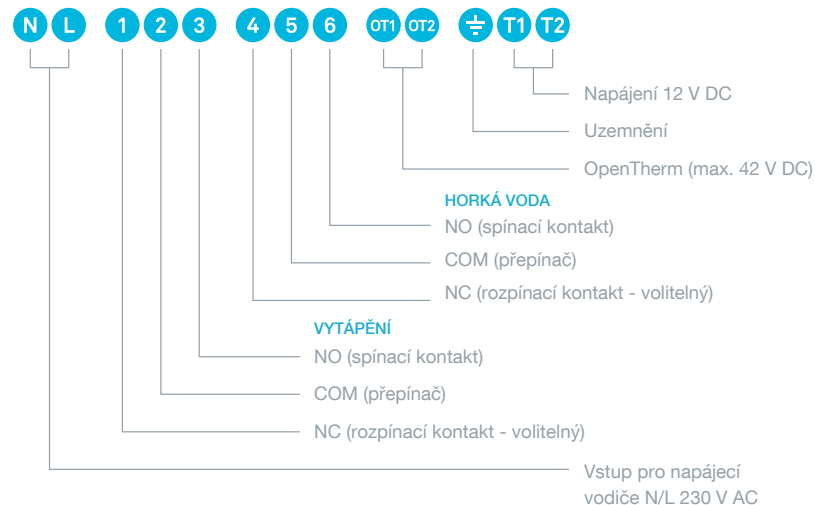 N L 1 2 3 4 5 6 OT1 OT2 ⏚ T1 T2
Napájení 12 V DC
Uzemnění
OpenTherm (max. 42 V DC)
HORKÁ VODA
NO (spínací kontakt)
COM (přepínač)
NC (rozpínací kontakt - volitelný)
VYTÁPĚNÍ
NO (spínací kontakt)
COM (přepínač)
NC (rozpínací kontakt - volitelný)
Vstup pro napájecí
vodiče N/L 230 V AC